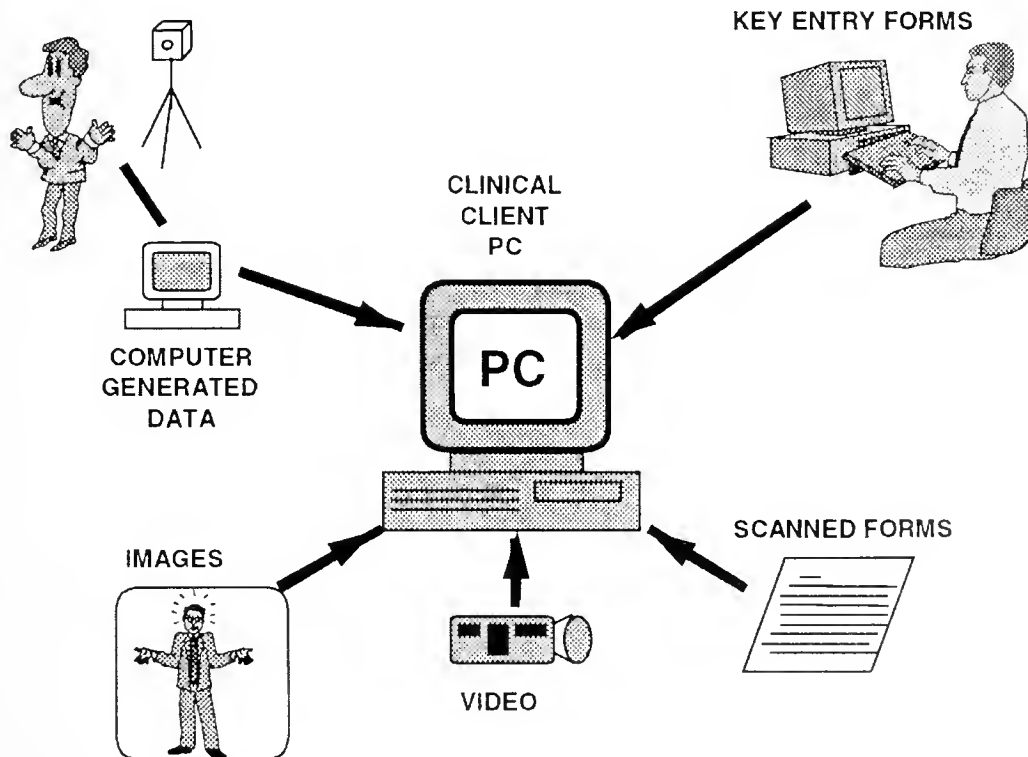 KEY ENTRY FORMS
CLINICAL
CLIENT
PC
PC
COMPUTER
GENERATED
DATA
IMAGES
SCANNED FORMS
VIDEO